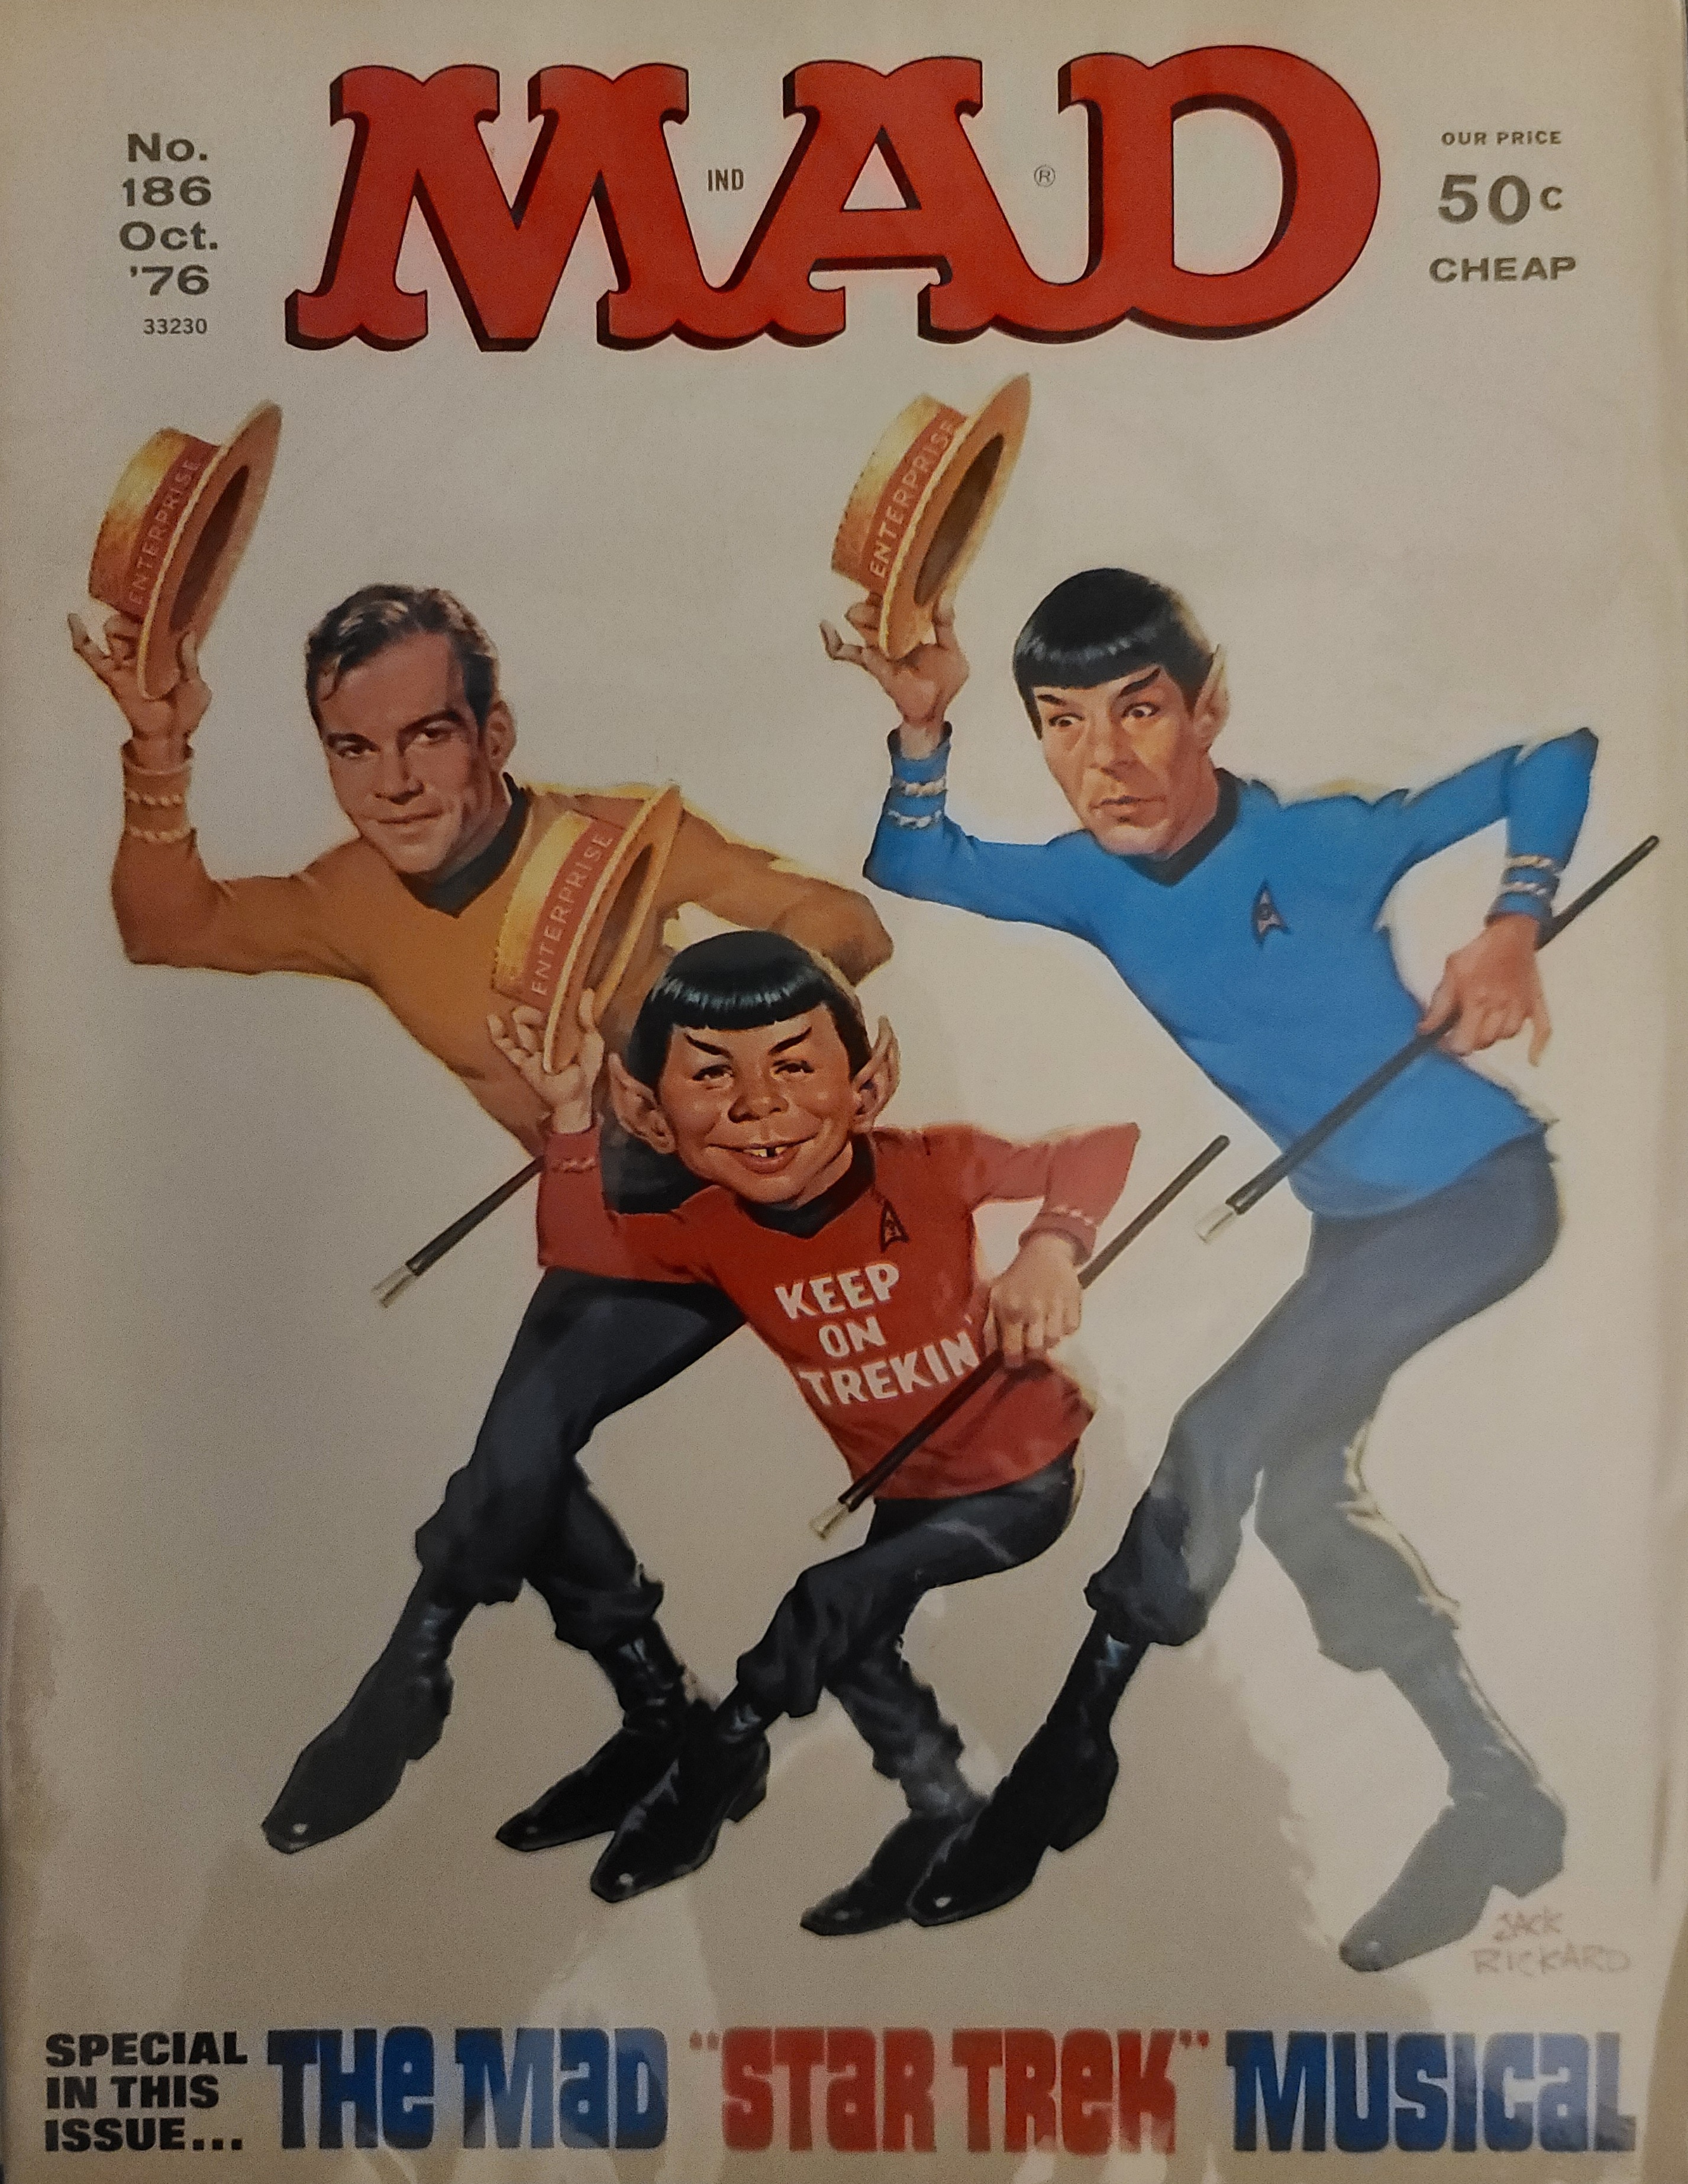 MAD
IND
®
No.
186
Oct.
'76
33230
OUR PRICE
50c
CHEAP
ENTERPRISE
ENTERPRISE
ENTERPRISE
KEEP
ON
TREKIN'
JACK
RICKARD
SPECIAL
IN THIS
ISSUE...
THE MAD "STAR TREK" MUSICAL